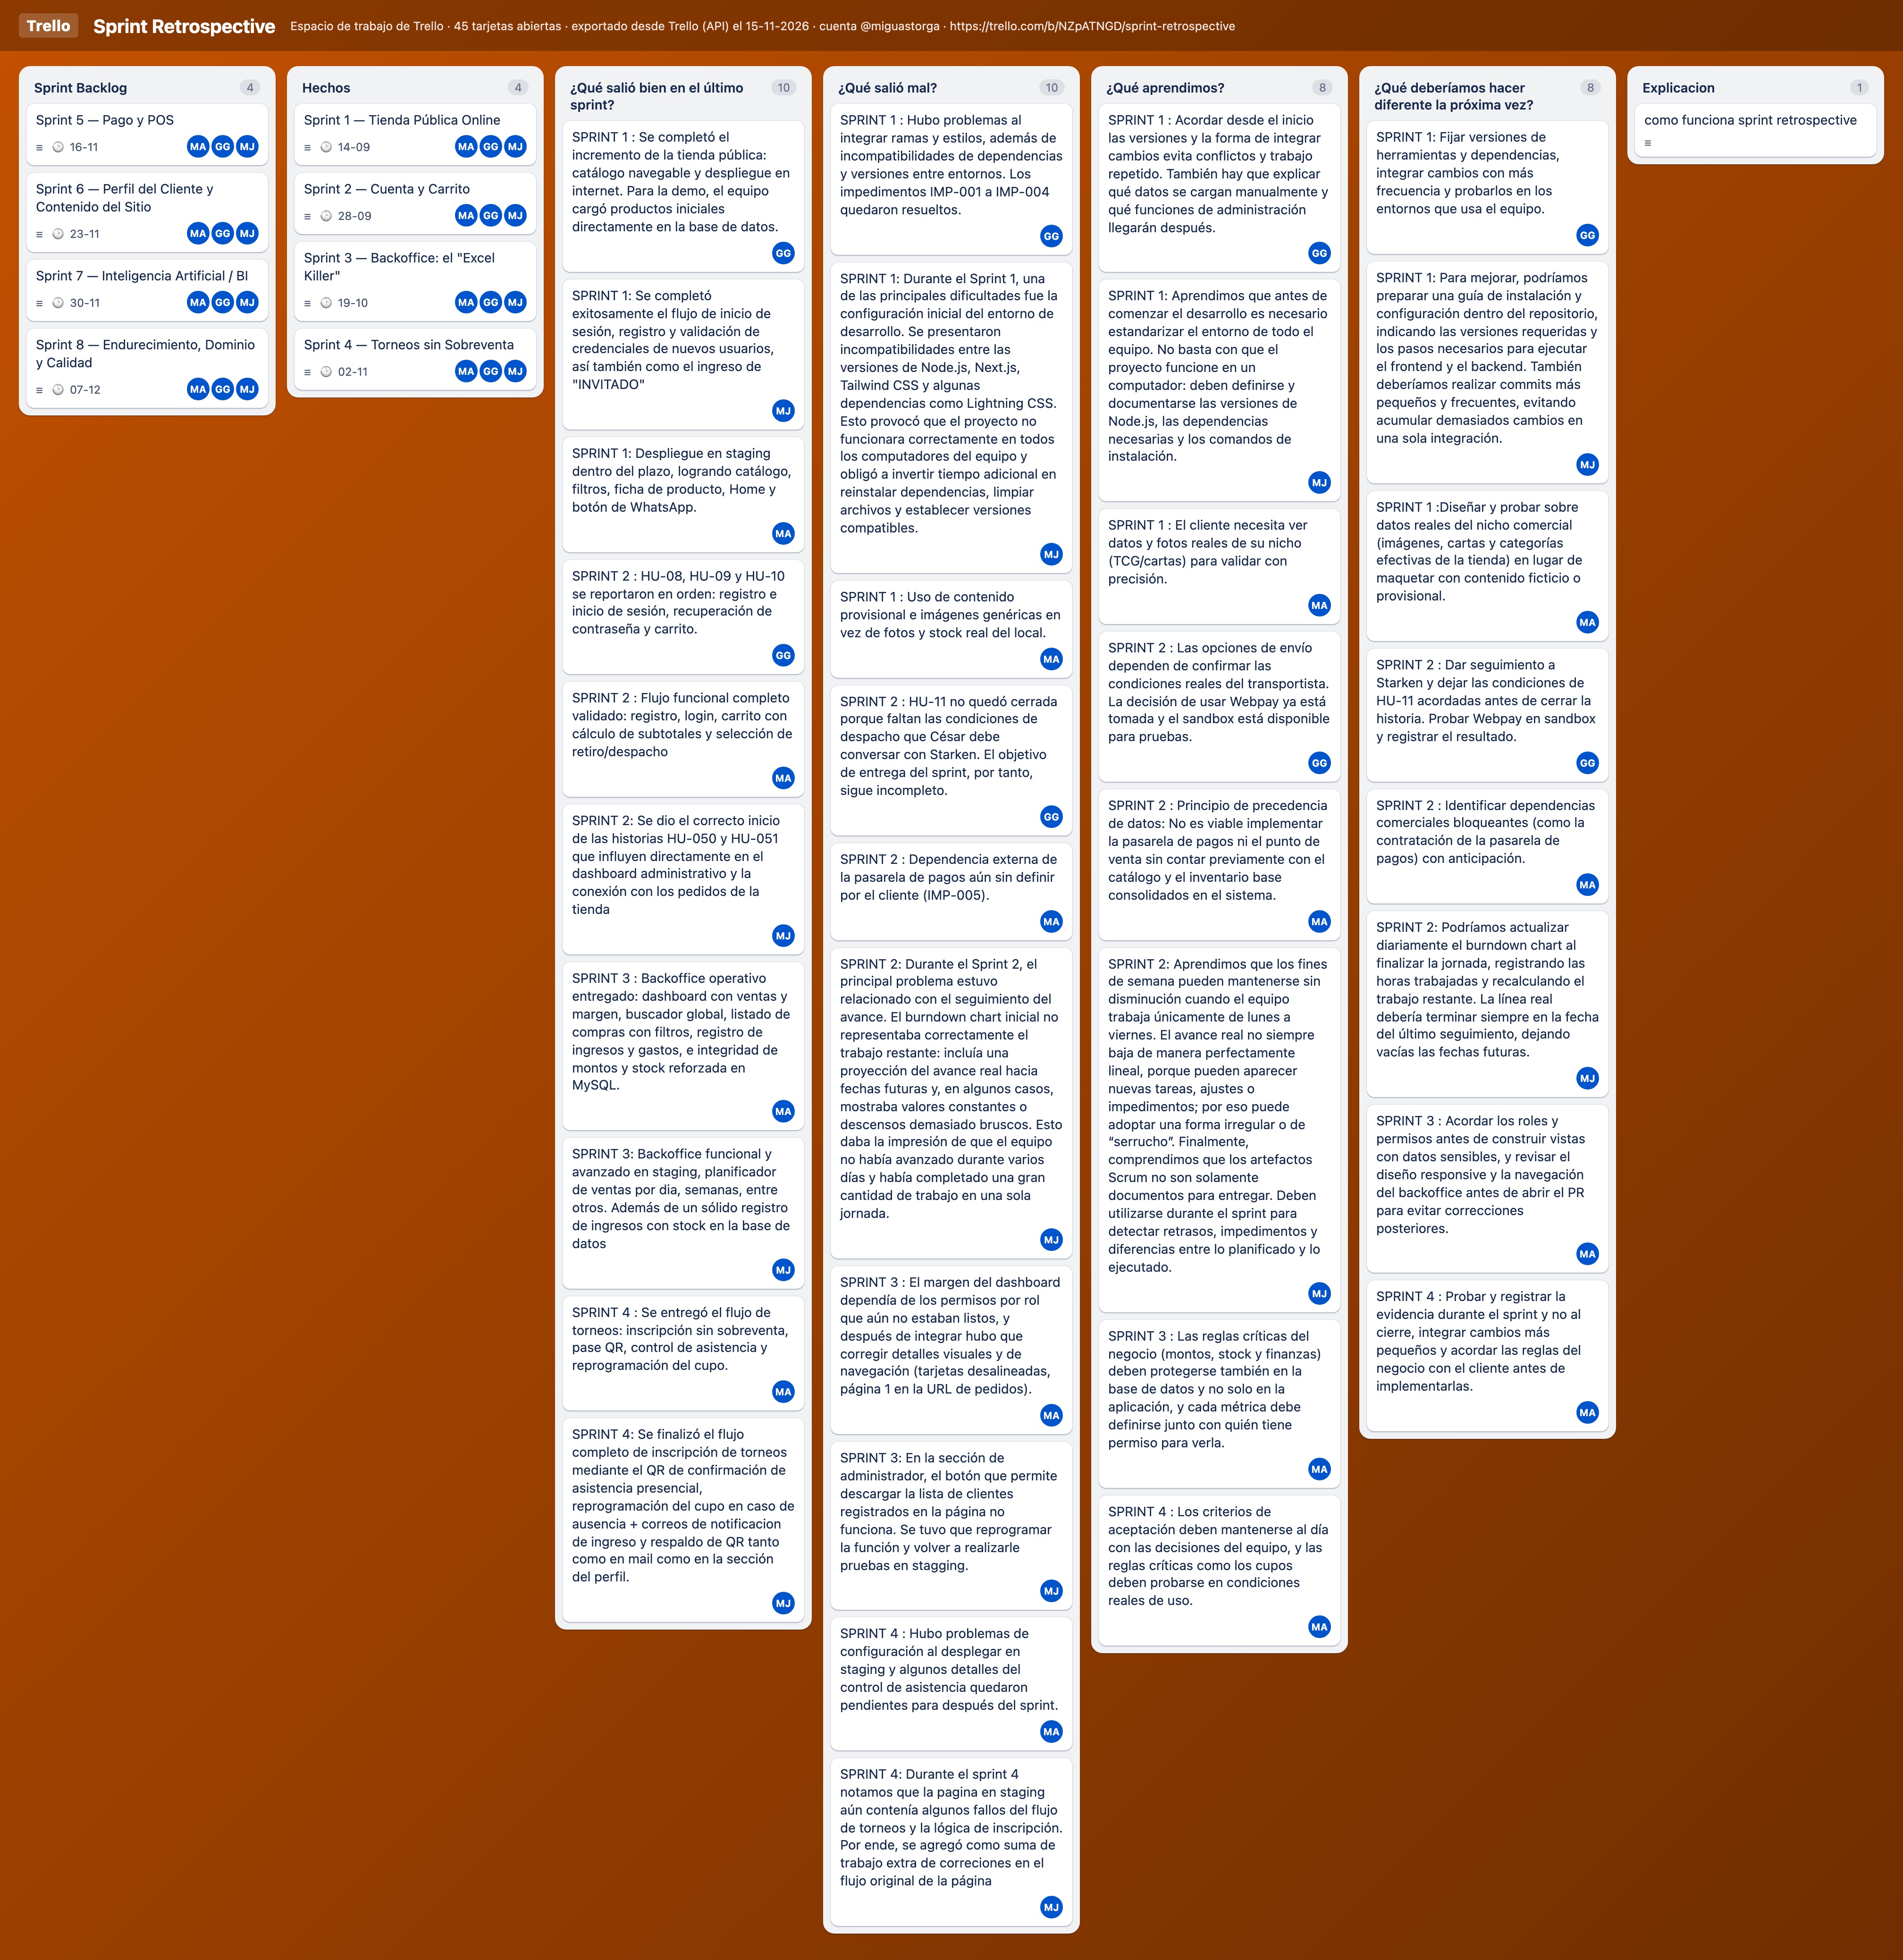 Trello
Sprint Retrospective
Espacio de trabajo de Trello · 45 tarjetas abiertas · exportado desde Trello (API) el 15-11-2026 · cuenta @miguastorga · https://trello.com/b/NZpATNGD/sprint-retrospective
Sprint Backlog
4
Sprint 5 — Pago y POS
16-11
MA GG MJ
Sprint 6 — Perfil del Cliente y
Contenido del Sitio
23-11
MA GG MJ
Sprint 7 — Inteligencia Artificial / BI
30-11
MA GG MJ
Sprint 8 — Endurecimiento, Dominio
y Calidad
07-12
MA GG MJ
Hechos
4
Sprint 1 — Tienda Pública Online
14-09
MA GG MJ
Sprint 2 — Cuenta y Carrito
28-09
MA GG MJ
Sprint 3 — Backoffice: el "Excel
Killer"
19-10
MA GG MJ
Sprint 4 — Torneos sin Sobreventa
02-11
MA GG MJ
¿Qué salió bien en el último
sprint?
10
SPRINT 1 : Se completó el
incremento de la tienda pública:
catálogo navegable y despliegue en
internet. Para la demo, el equipo
cargó productos iniciales
directamente en la base de datos.
GG
SPRINT 1: Se completó
exitosamente el flujo de inicio de
sesión, registro y validación de
credenciales de nuevos usuarios,
así también como el ingreso de
"INVITADO"
MJ
SPRINT 1: Despliegue en staging
dentro del plazo, logrando catálogo,
filtros, ficha de producto, Home y
botón de WhatsApp.
MA
SPRINT 2 : HU-08, HU-09 y HU-10
se reportaron en orden: registro e
inicio de sesión, recuperación de
contraseña y carrito.
GG
SPRINT 2 : Flujo funcional completo
validado: registro, login, carrito con
cálculo de subtotales y selección de
retiro/despacho
MA
SPRINT 2: Se dio el correcto inicio
de las historias HU-050 y HU-051
que influyen directamente en el
dashboard administrativo y la
conexión con los pedidos de la
tienda
MJ
SPRINT 3 : Backoffice operativo
entregado: dashboard con ventas y
margen, buscador global, listado de
compras con filtros, registro de
ingresos y gastos, e integridad de
montos y stock reforzada en
MySQL.
MA
SPRINT 3: Backoffice funcional y
avanzado en staging, planificador
de ventas por dia, semanas, entre
otros. Además de un sólido registro
de ingresos con stock en la base de
datos
MJ
SPRINT 4 : Se entregó el flujo de
torneos: inscripción sin sobreventa,
pase QR, control de asistencia y
reprogramación del cupo.
MA
SPRINT 4: Se finalizó el flujo
completo de inscripción de torneos
mediante el QR de confirmación de
asistencia presencial,
reprogramación del cupo en caso de
ausencia + correos de notificacion
de ingreso y respaldo de QR tanto
como en mail como en la sección
del perfil.
MJ
¿Qué salió mal?
10
SPRINT 1 : Hubo problemas al
integrar ramas y estilos, además de
incompatibilidades de dependencias
y versiones entre entornos. Los
impedimentos IMP-001 a IMP-004
quedaron resueltos.
GG
SPRINT 1: Durante el Sprint 1, una
de las principales dificultades fue la
configuración inicial del entorno de
desarrollo. Se presentaron
incompatibilidades entre las
versiones de Node.js, Next.js,
Tailwind CSS y algunas
dependencias como Lightning CSS.
Esto provocó que el proyecto no
funcionara correctamente en todos
los computadores del equipo y
obligó a invertir tiempo adicional en
reinstalar dependencias, limpiar
archivos y establecer versiones
compatibles.
MJ
SPRINT 1 : Uso de contenido
provisional e imágenes genéricas en
vez de fotos y stock real del local.
MA
SPRINT 2 : HU-11 no quedó cerrada
porque faltan las condiciones de
despacho que César debe
conversar con Starken. El objetivo
de entrega del sprint, por tanto,
sigue incompleto.
GG
SPRINT 2 : Dependencia externa de
la pasarela de pagos aún sin definir
por el cliente (IMP-005).
MA
SPRINT 2: Durante el Sprint 2, el
principal problema estuvo
relacionado con el seguimiento del
avance. El burndown chart inicial no
representaba correctamente el
trabajo restante: incluía una
proyección del avance real hacia
fechas futuras y, en algunos casos,
mostraba valores constantes o
descensos demasiado bruscos. Esto
daba la impresión de que el equipo
no había avanzado durante varios
días y había completado una gran
cantidad de trabajo en una sola
jornada.
MJ
SPRINT 3 : El margen del dashboard
dependía de los permisos por rol
que aún no estaban listos, y
después de integrar hubo que
corregir detalles visuales y de
navegación (tarjetas desalineadas,
página 1 en la URL de pedidos).
MA
SPRINT 3: En la sección de
administrador, el botón que permite
descargar la lista de clientes
registrados en la página no
funciona. Se tuvo que reprogramar
la función y volver a realizarle
pruebas en stagging.
MJ
SPRINT 4 : Hubo problemas de
configuración al desplegar en
staging y algunos detalles del
control de asistencia quedaron
pendientes para después del sprint.
MA
SPRINT 4: Durante el sprint 4
notamos que la pagina en staging
aún contenía algunos fallos del flujo
de torneos y la lógica de inscripción.
Por ende, se agregó como suma de
trabajo extra de correciones en el
flujo original de la página
MJ
¿Qué aprendimos?
8
SPRINT 1 : Acordar desde el inicio
las versiones y la forma de integrar
cambios evita conflictos y trabajo
repetido. También hay que explicar
qué datos se cargan manualmente y
qué funciones de administración
llegarán después.
GG
SPRINT 1: Aprendimos que antes de
comenzar el desarrollo es necesario
estandarizar el entorno de todo el
equipo. No basta con que el
proyecto funcione en un
computador: deben definirse y
documentarse las versiones de
Node.js, las dependencias
necesarias y los comandos de
instalación.
MJ
SPRINT 1 : El cliente necesita ver
datos y fotos reales de su nicho
(TCG/cartas) para validar con
precisión.
MA
SPRINT 2 : Las opciones de envío
dependen de confirmar las
condiciones reales del transportista.
La decisión de usar Webpay ya está
tomada y el sandbox está disponible
para pruebas.
GG
SPRINT 2 : Principio de precedencia
de datos: No es viable implementar
la pasarela de pagos ni el punto de
venta sin contar previamente con el
catálogo y el inventario base
consolidados en el sistema.
MA
SPRINT 2: Aprendimos que los fines
de semana pueden mantenerse sin
disminución cuando el equipo
trabaja únicamente de lunes a
viernes. El avance real no siempre
baja de manera perfectamente
lineal, porque pueden aparecer
nuevas tareas, ajustes o
impedimentos; por eso puede
adoptar una forma irregular o de
“serrucho”. Finalmente,
comprendimos que los artefactos
Scrum no son solamente
documentos para entregar. Deben
utilizarse durante el sprint para
detectar retrasos, impedimentos y
diferencias entre lo planificado y lo
ejecutado.
MJ
SPRINT 3 : Las reglas críticas del
negocio (montos, stock y finanzas)
deben protegerse también en la
base de datos y no solo en la
aplicación, y cada métrica debe
definirse junto con quién tiene
permiso para verla.
MA
SPRINT 4 : Los criterios de
aceptación deben mantenerse al día
con las decisiones del equipo, y las
reglas críticas como los cupos
deben probarse en condiciones
reales de uso.
MA
¿Qué deberíamos hacer
diferente la próxima vez?
8
SPRINT 1: Fijar versiones de
herramientas y dependencias,
integrar cambios con más
frecuencia y probarlos en los
entornos que usa el equipo.
GG
SPRINT 1: Para mejorar, podríamos
preparar una guía de instalación y
configuración dentro del repositorio,
indicando las versiones requeridas y
los pasos necesarios para ejecutar
el frontend y el backend. También
deberíamos realizar commits más
pequeños y frecuentes, evitando
acumular demasiados cambios en
una sola integración.
MJ
SPRINT 1 :Diseñar y probar sobre
datos reales del nicho comercial
(imágenes, cartas y categorías
efectivas de la tienda) en lugar de
maquetar con contenido ficticio o
provisional.
MA
SPRINT 2 : Dar seguimiento a
Starken y dejar las condiciones de
HU-11 acordadas antes de cerrar la
historia. Probar Webpay en sandbox
y registrar el resultado.
GG
SPRINT 2 : Identificar dependencias
comerciales bloqueantes (como la
contratación de la pasarela de
pagos) con anticipación.
MA
SPRINT 2: Podríamos actualizar
diariamente el burndown chart al
finalizar la jornada, registrando las
horas trabajadas y recalculando el
trabajo restante. La línea real
debería terminar siempre en la fecha
del último seguimiento, dejando
vacías las fechas futuras.
MJ
SPRINT 3 : Acordar los roles y
permisos antes de construir vistas
con datos sensibles, y revisar el
diseño responsive y la navegación
del backoffice antes de abrir el PR
para evitar correcciones
posteriores.
MA
SPRINT 4 : Probar y registrar la
evidencia durante el sprint y no al
cierre, integrar cambios más
pequeños y acordar las reglas del
negocio con el cliente antes de
implementarlas.
MA
Explicacion
1
como funciona sprint retrospective